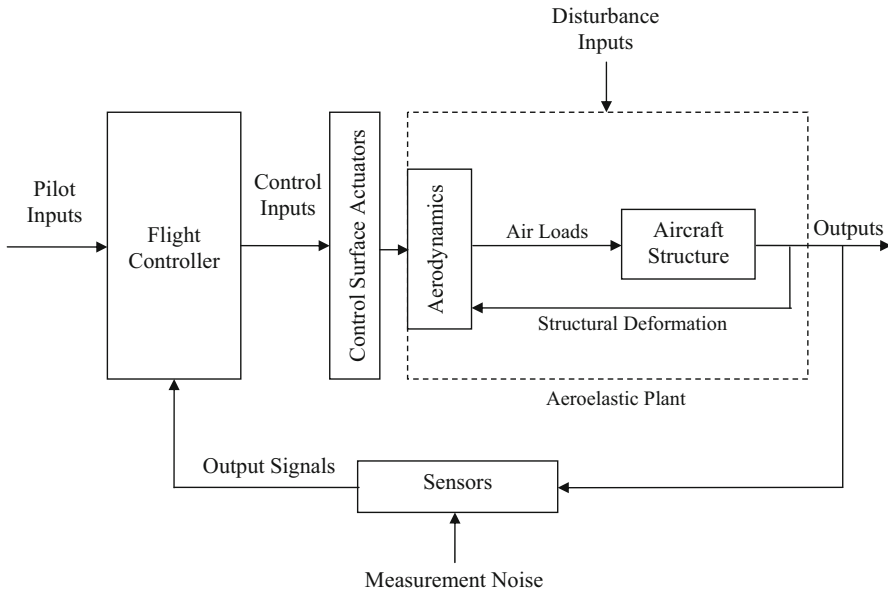 Disturbance
Inputs
Pilot
Inputs
Flight
Controller
Control
Inputs
Control Surface Actuators
Aerodynamics
Air Loads
Aircraft
Structure
Outputs
Structural Deformation
Aeroelastic Plant
Output Signals
Sensors
Measurement Noise